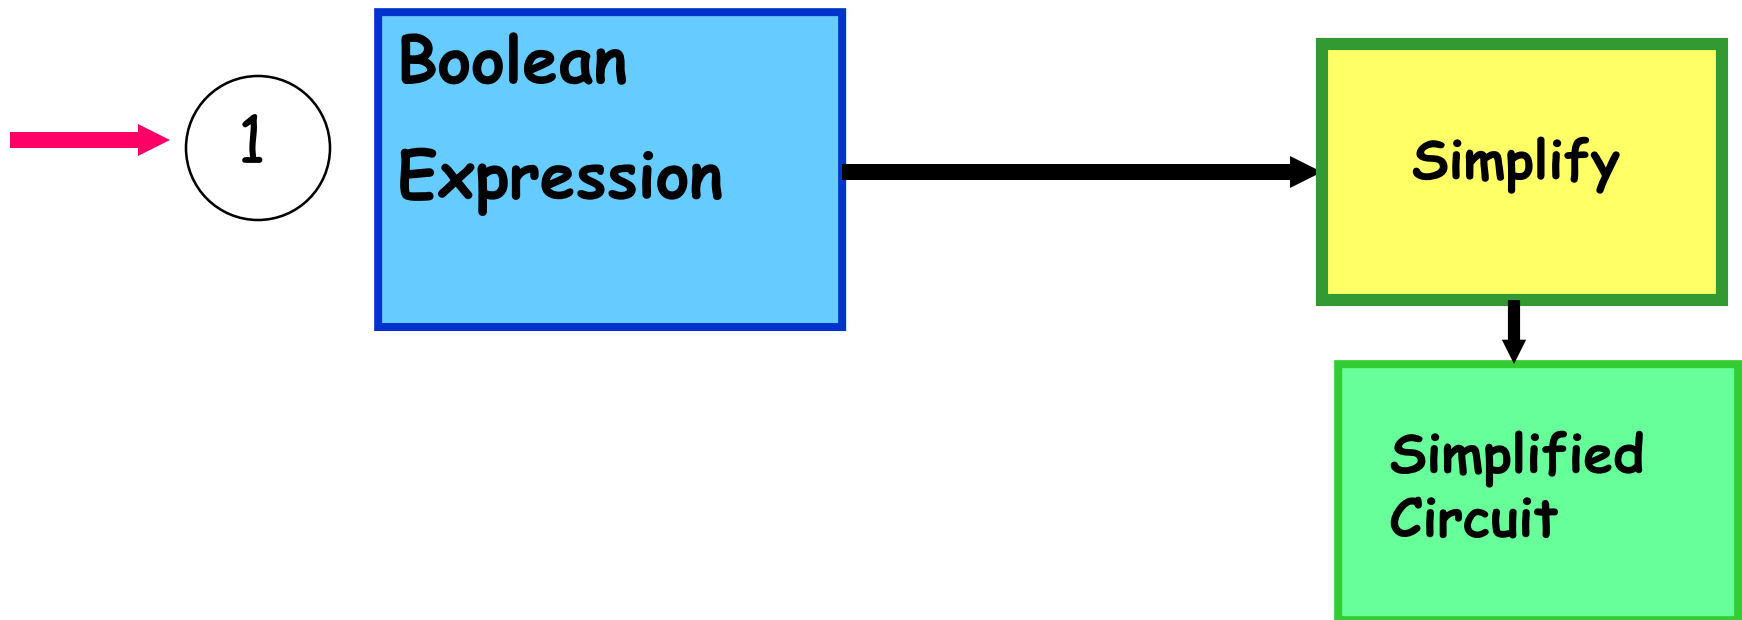 1
Boolean
Expression
Simplify
Simplified
Circuit